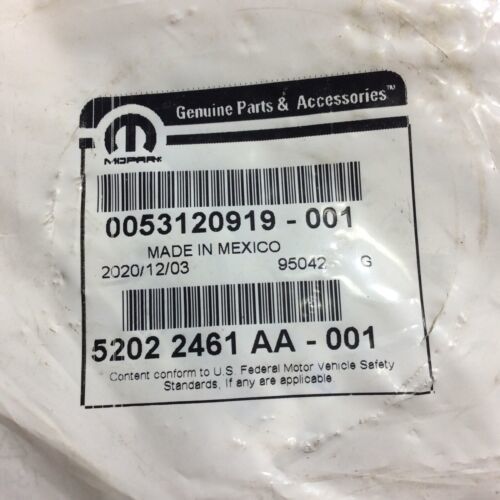 Genuine Parts & Accessories™
MOPAR®
0053120919 - 001
MADE IN MEXICO
2020/12/03 95042 G
5202 2461 AA - 001
Content conform to U.S. Federal Motor Vehicle Safety
Standards, If any are applicable.